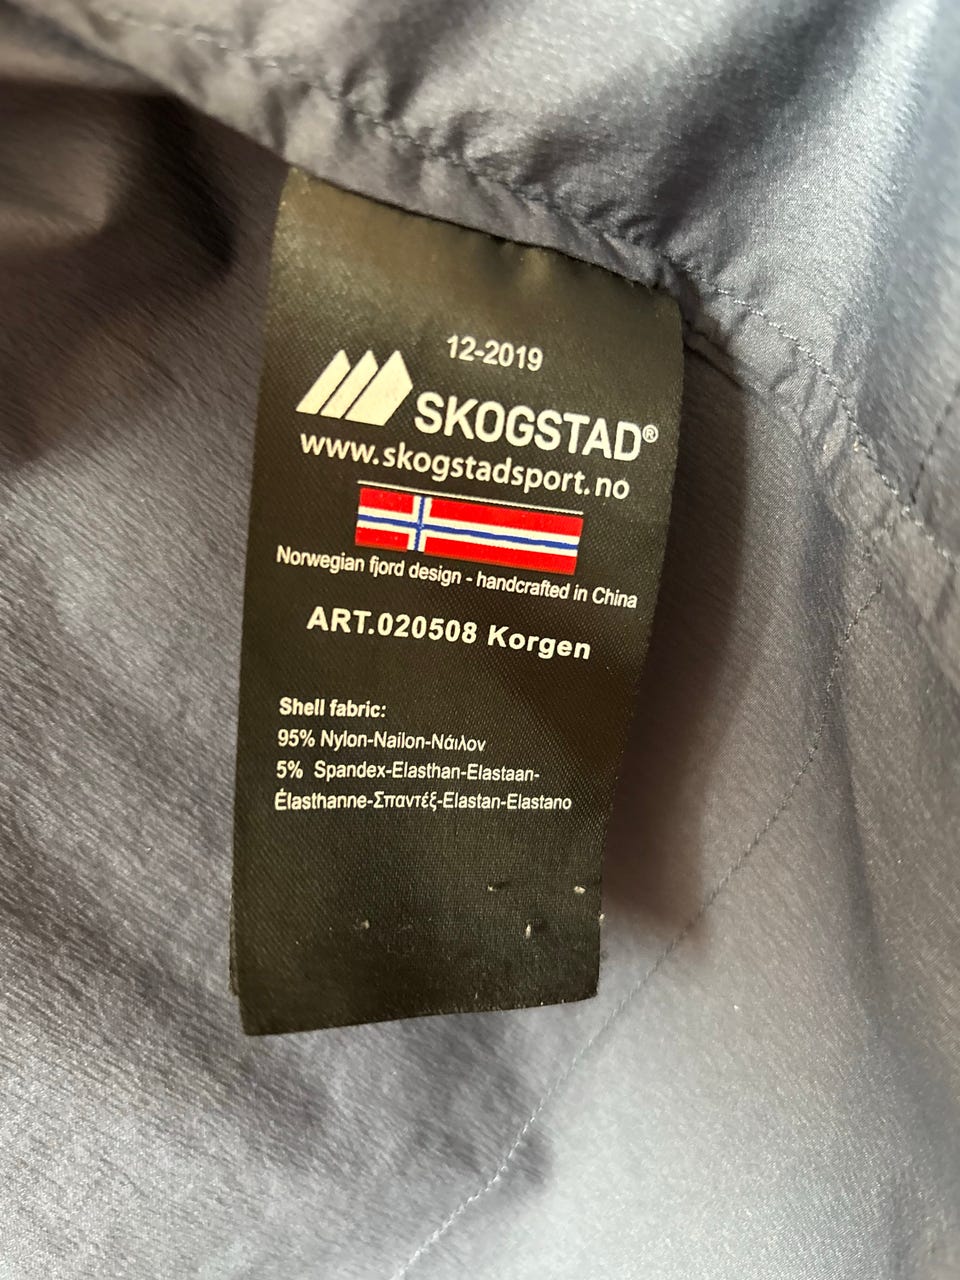 12-2019
SKOGSTAD®
www.skogstadsport.no
Norwegian fjord design - handcrafted in China
ART.020508 Korgen
Shell fabric:
95% Nylon-Nailon-Νάιλον
5% Spandex-Elasthan-Elastaan-
Élasthanne-Σπαντέξ-Elastan-Elastano